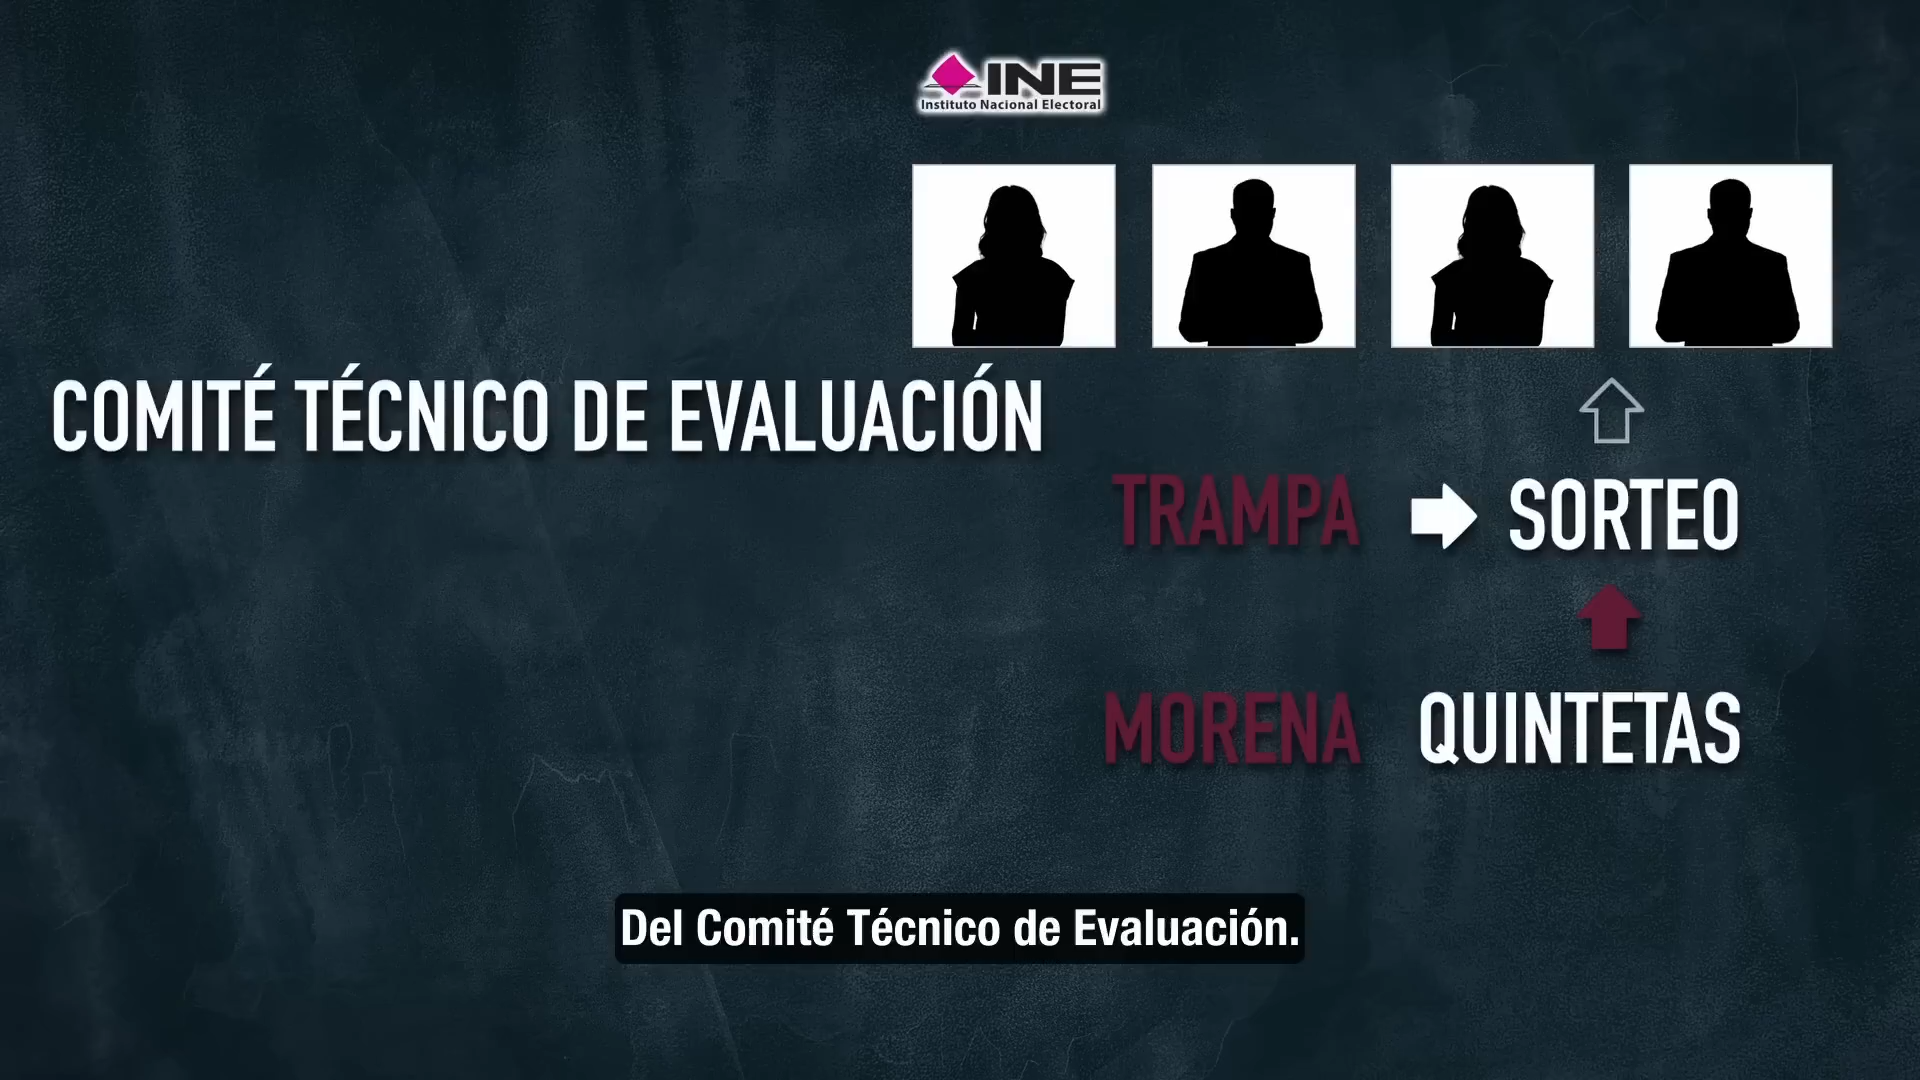 INE
Instituto Nacional Electoral
COMITÉ TÉCNICO DE EVALUACIÓN
TRAMPA
SORTEO
MORENA
QUINTETAS
Del Comité Técnico de Evaluación.